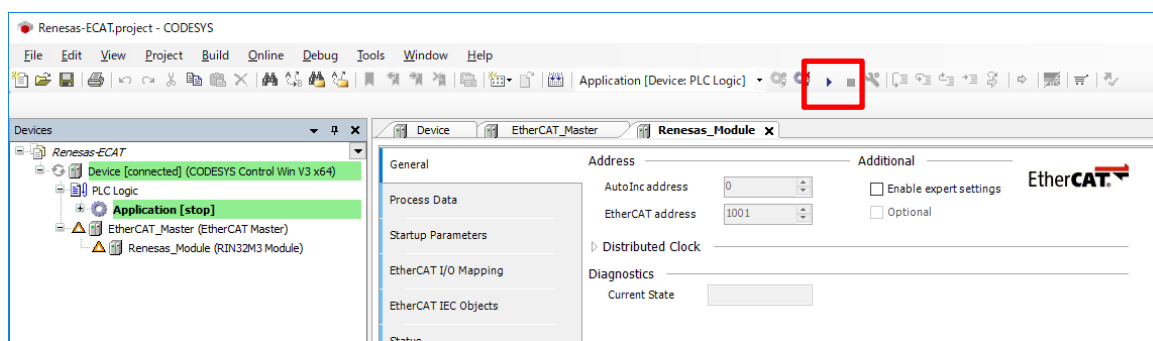 Renesas-ECAT.project - CODESYS
File Edit View Project Build Online Debug Tools Window Help
Application [Device: PLC Logic]
Devices
Device
EtherCAT_Master
Renesas_Module
Renesas-ECAT
Device [connected] (CODESYS Control Win V3 x64)
PLC Logic
Application [stop]
EtherCAT_Master (EtherCAT Master)
Renesas_Module (RIN32M3 Module)
General
Process Data
Startup Parameters
EtherCAT I/O Mapping
EtherCAT IEC Objects
Status
Address
AutoInc address 0
EtherCAT address 1001
Additional
Enable expert settings
Optional
EtherCAT.
Distributed Clock
Diagnostics
Current State